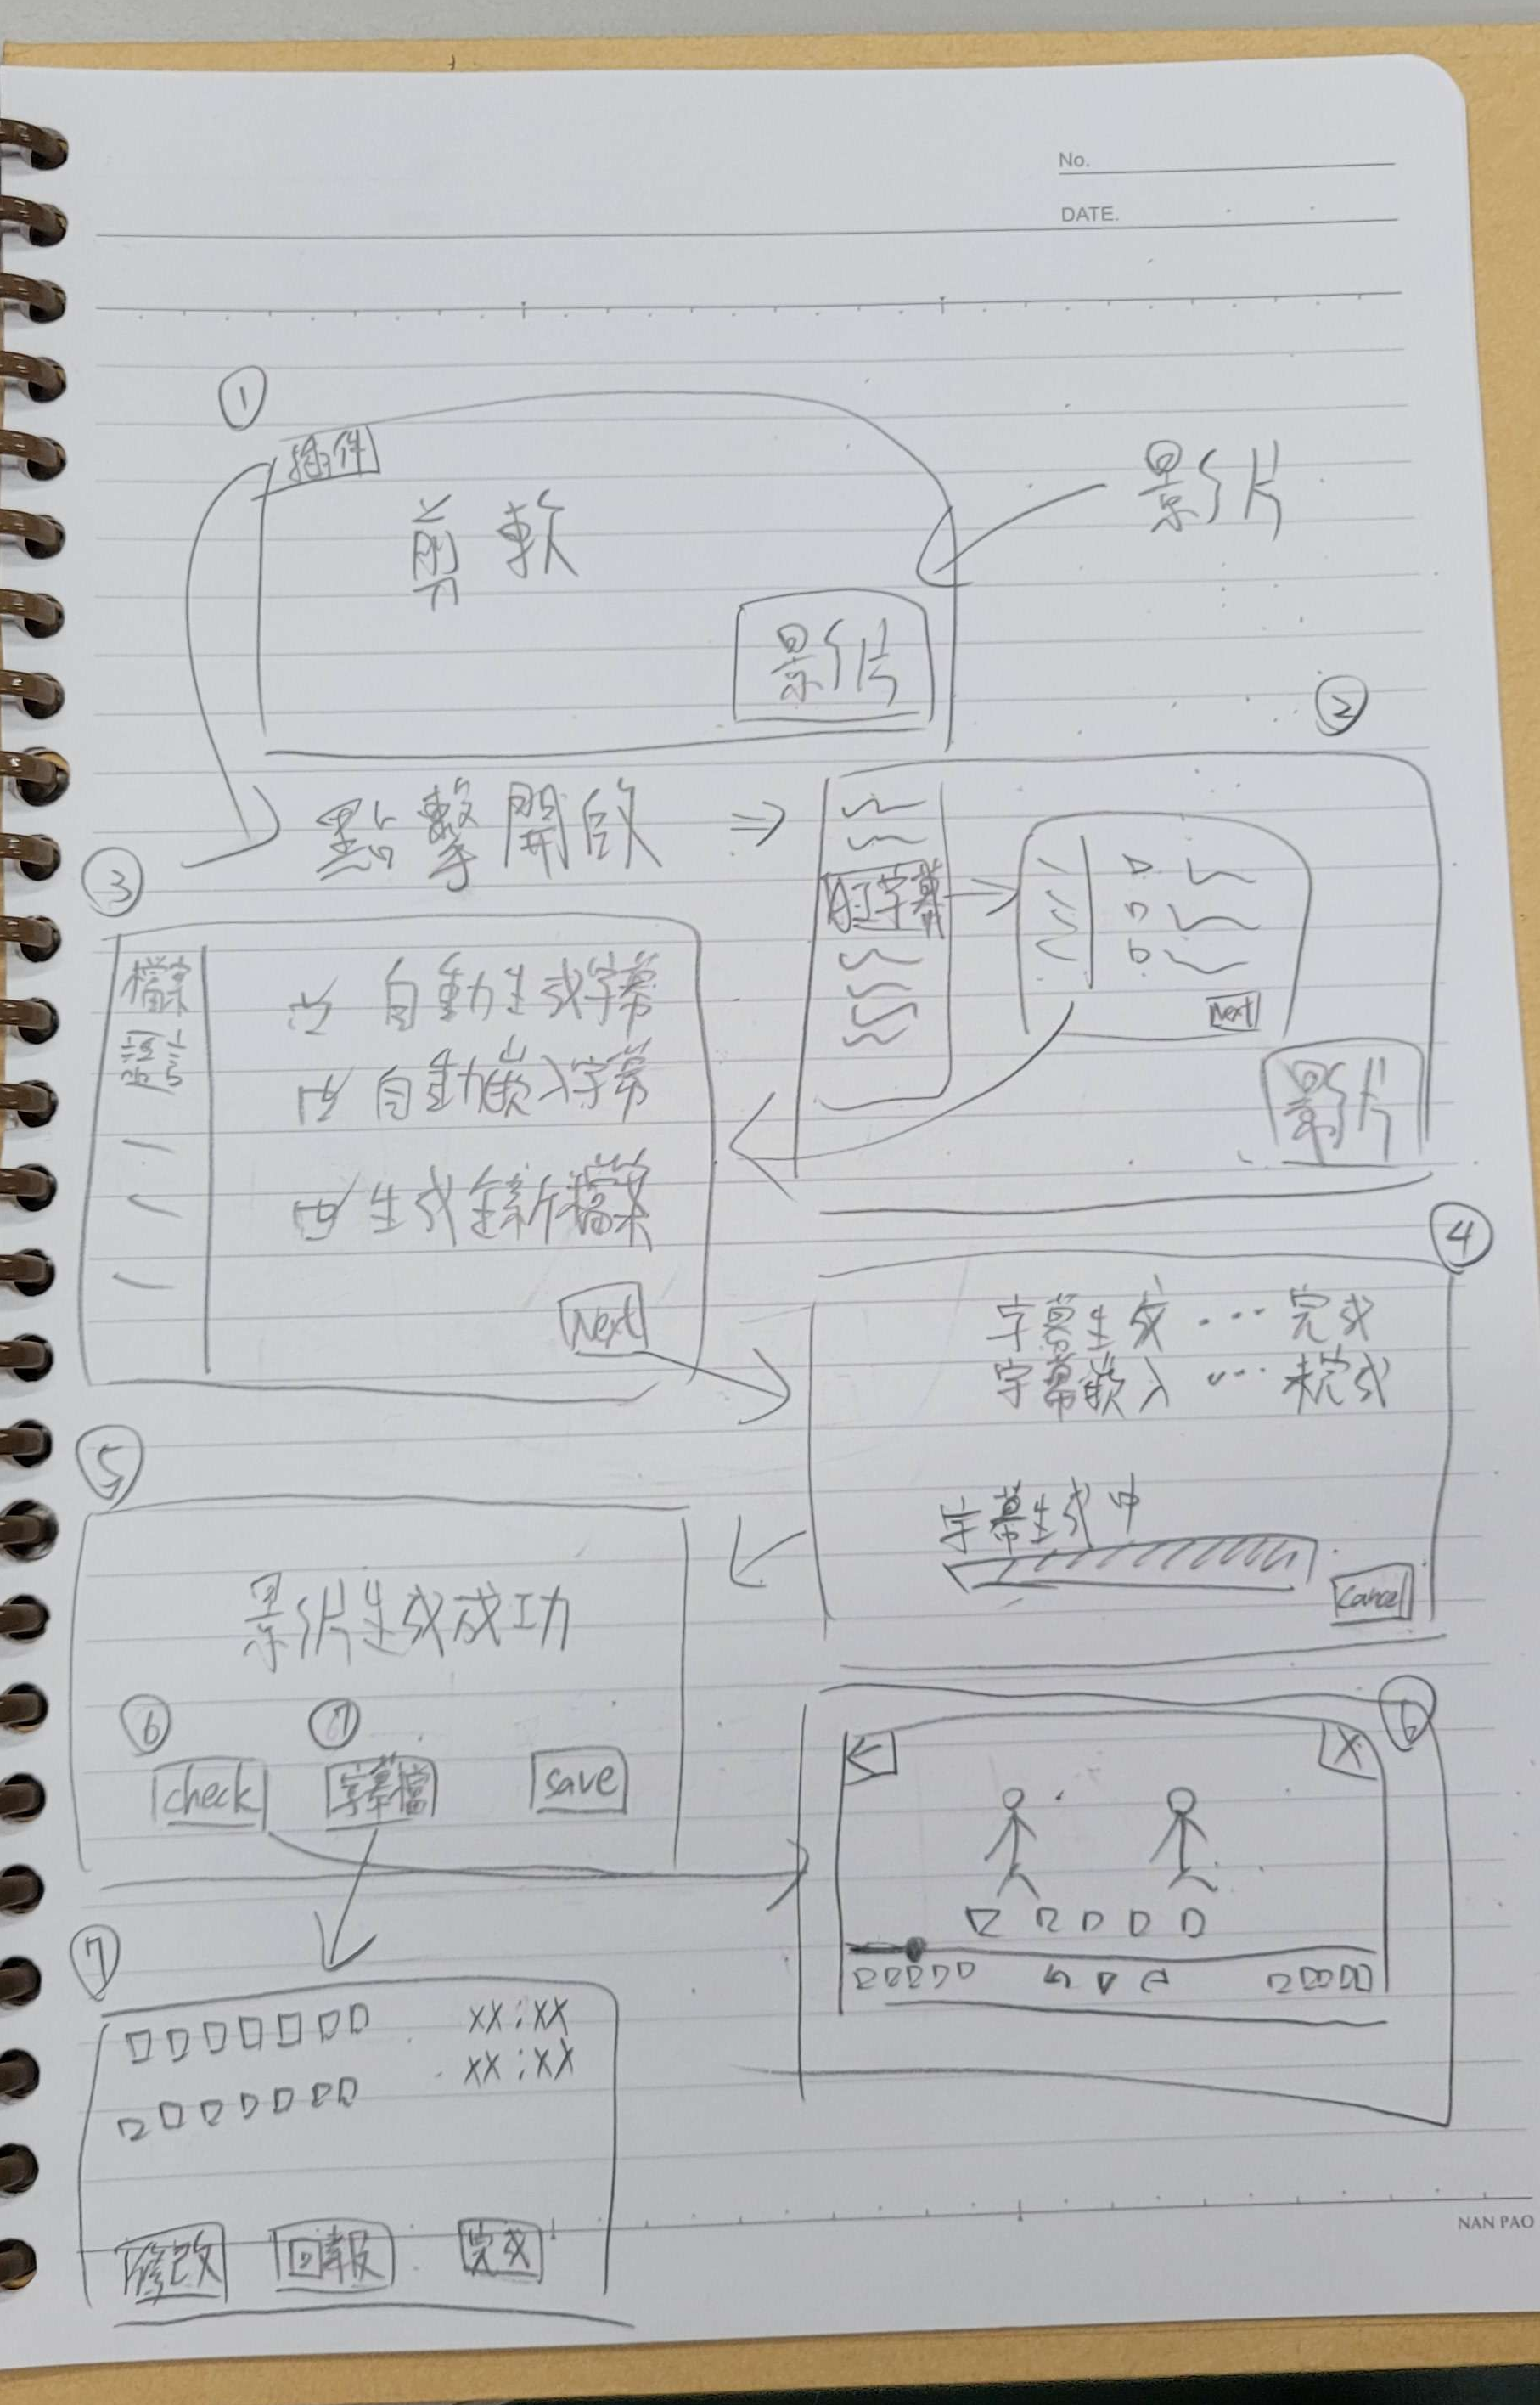 No.
DATE.
①
插件
剪軟
影片
影片
②
點擊開啟
字幕
Next
影片
③
檔案
自動生成字幕
自動嵌入字幕
生成全新檔案
Next
④
字幕生成…完成
字幕嵌入…未完成
字幕生成中
Cancel
⑤
影片生成成功
⑥ ⑦
check 字幕檔 save
⑥
X
⑦
XX:XX
XX:XX
修改 回報 完成
NAN PAO